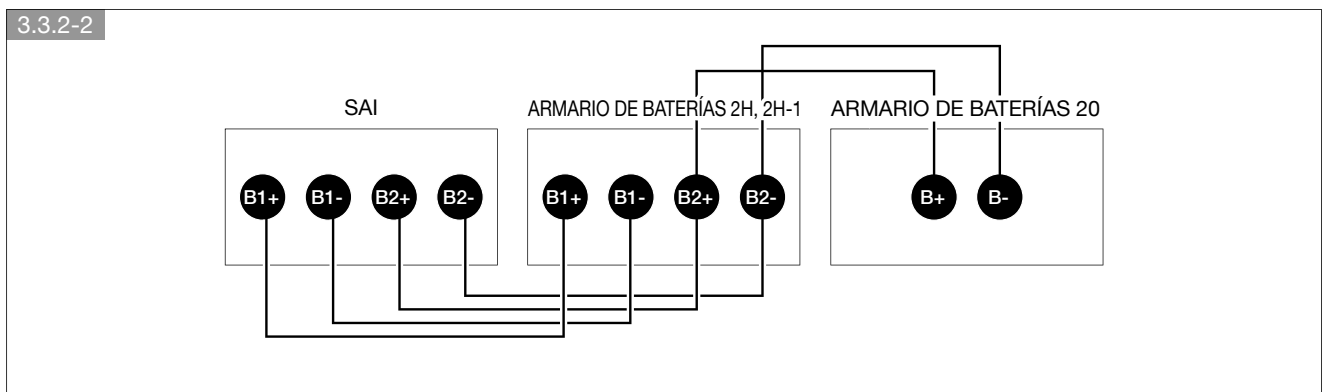 3.3.2-2
SAI
ARMARIO DE BATERÍAS 2H, 2H-1
ARMARIO DE BATERÍAS 20
B1+ B1- B2+ B2-
B1+ B1- B2+ B2-
B+ B-